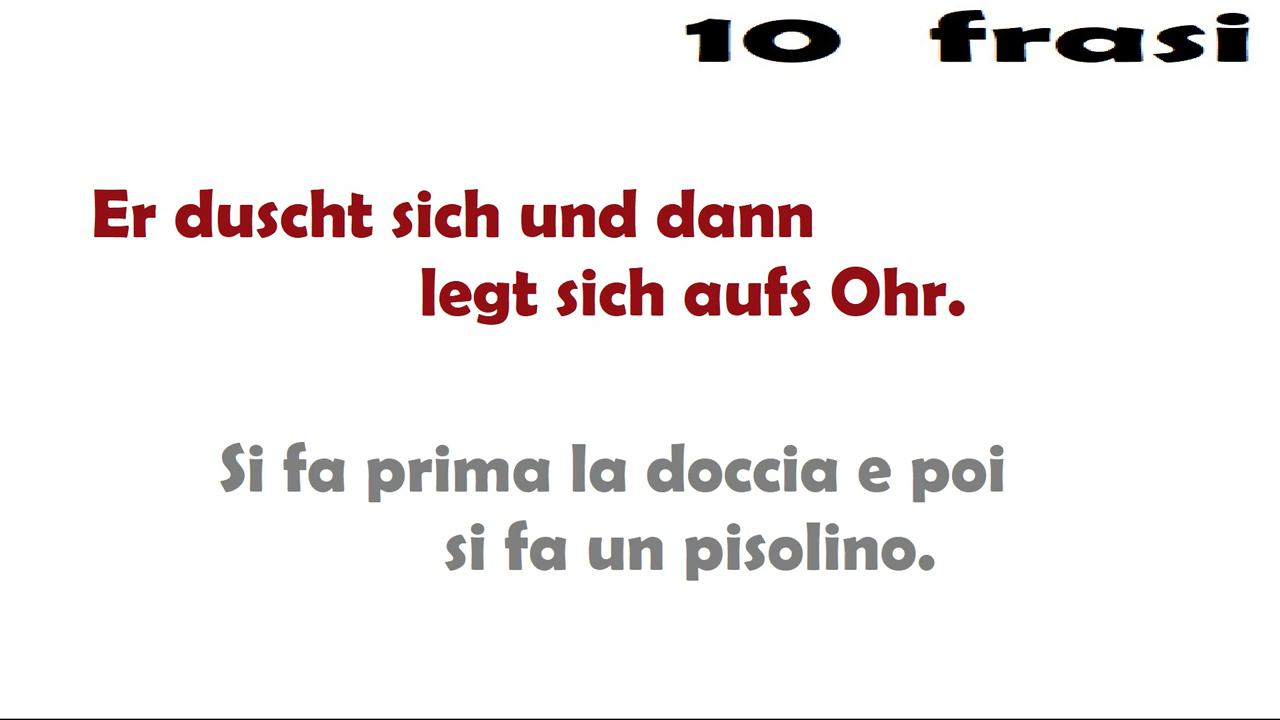 10 frasi
Er duscht sich und dann
legt sich aufs Ohr.
Si fa prima la doccia e poi
si fa un pisolino.